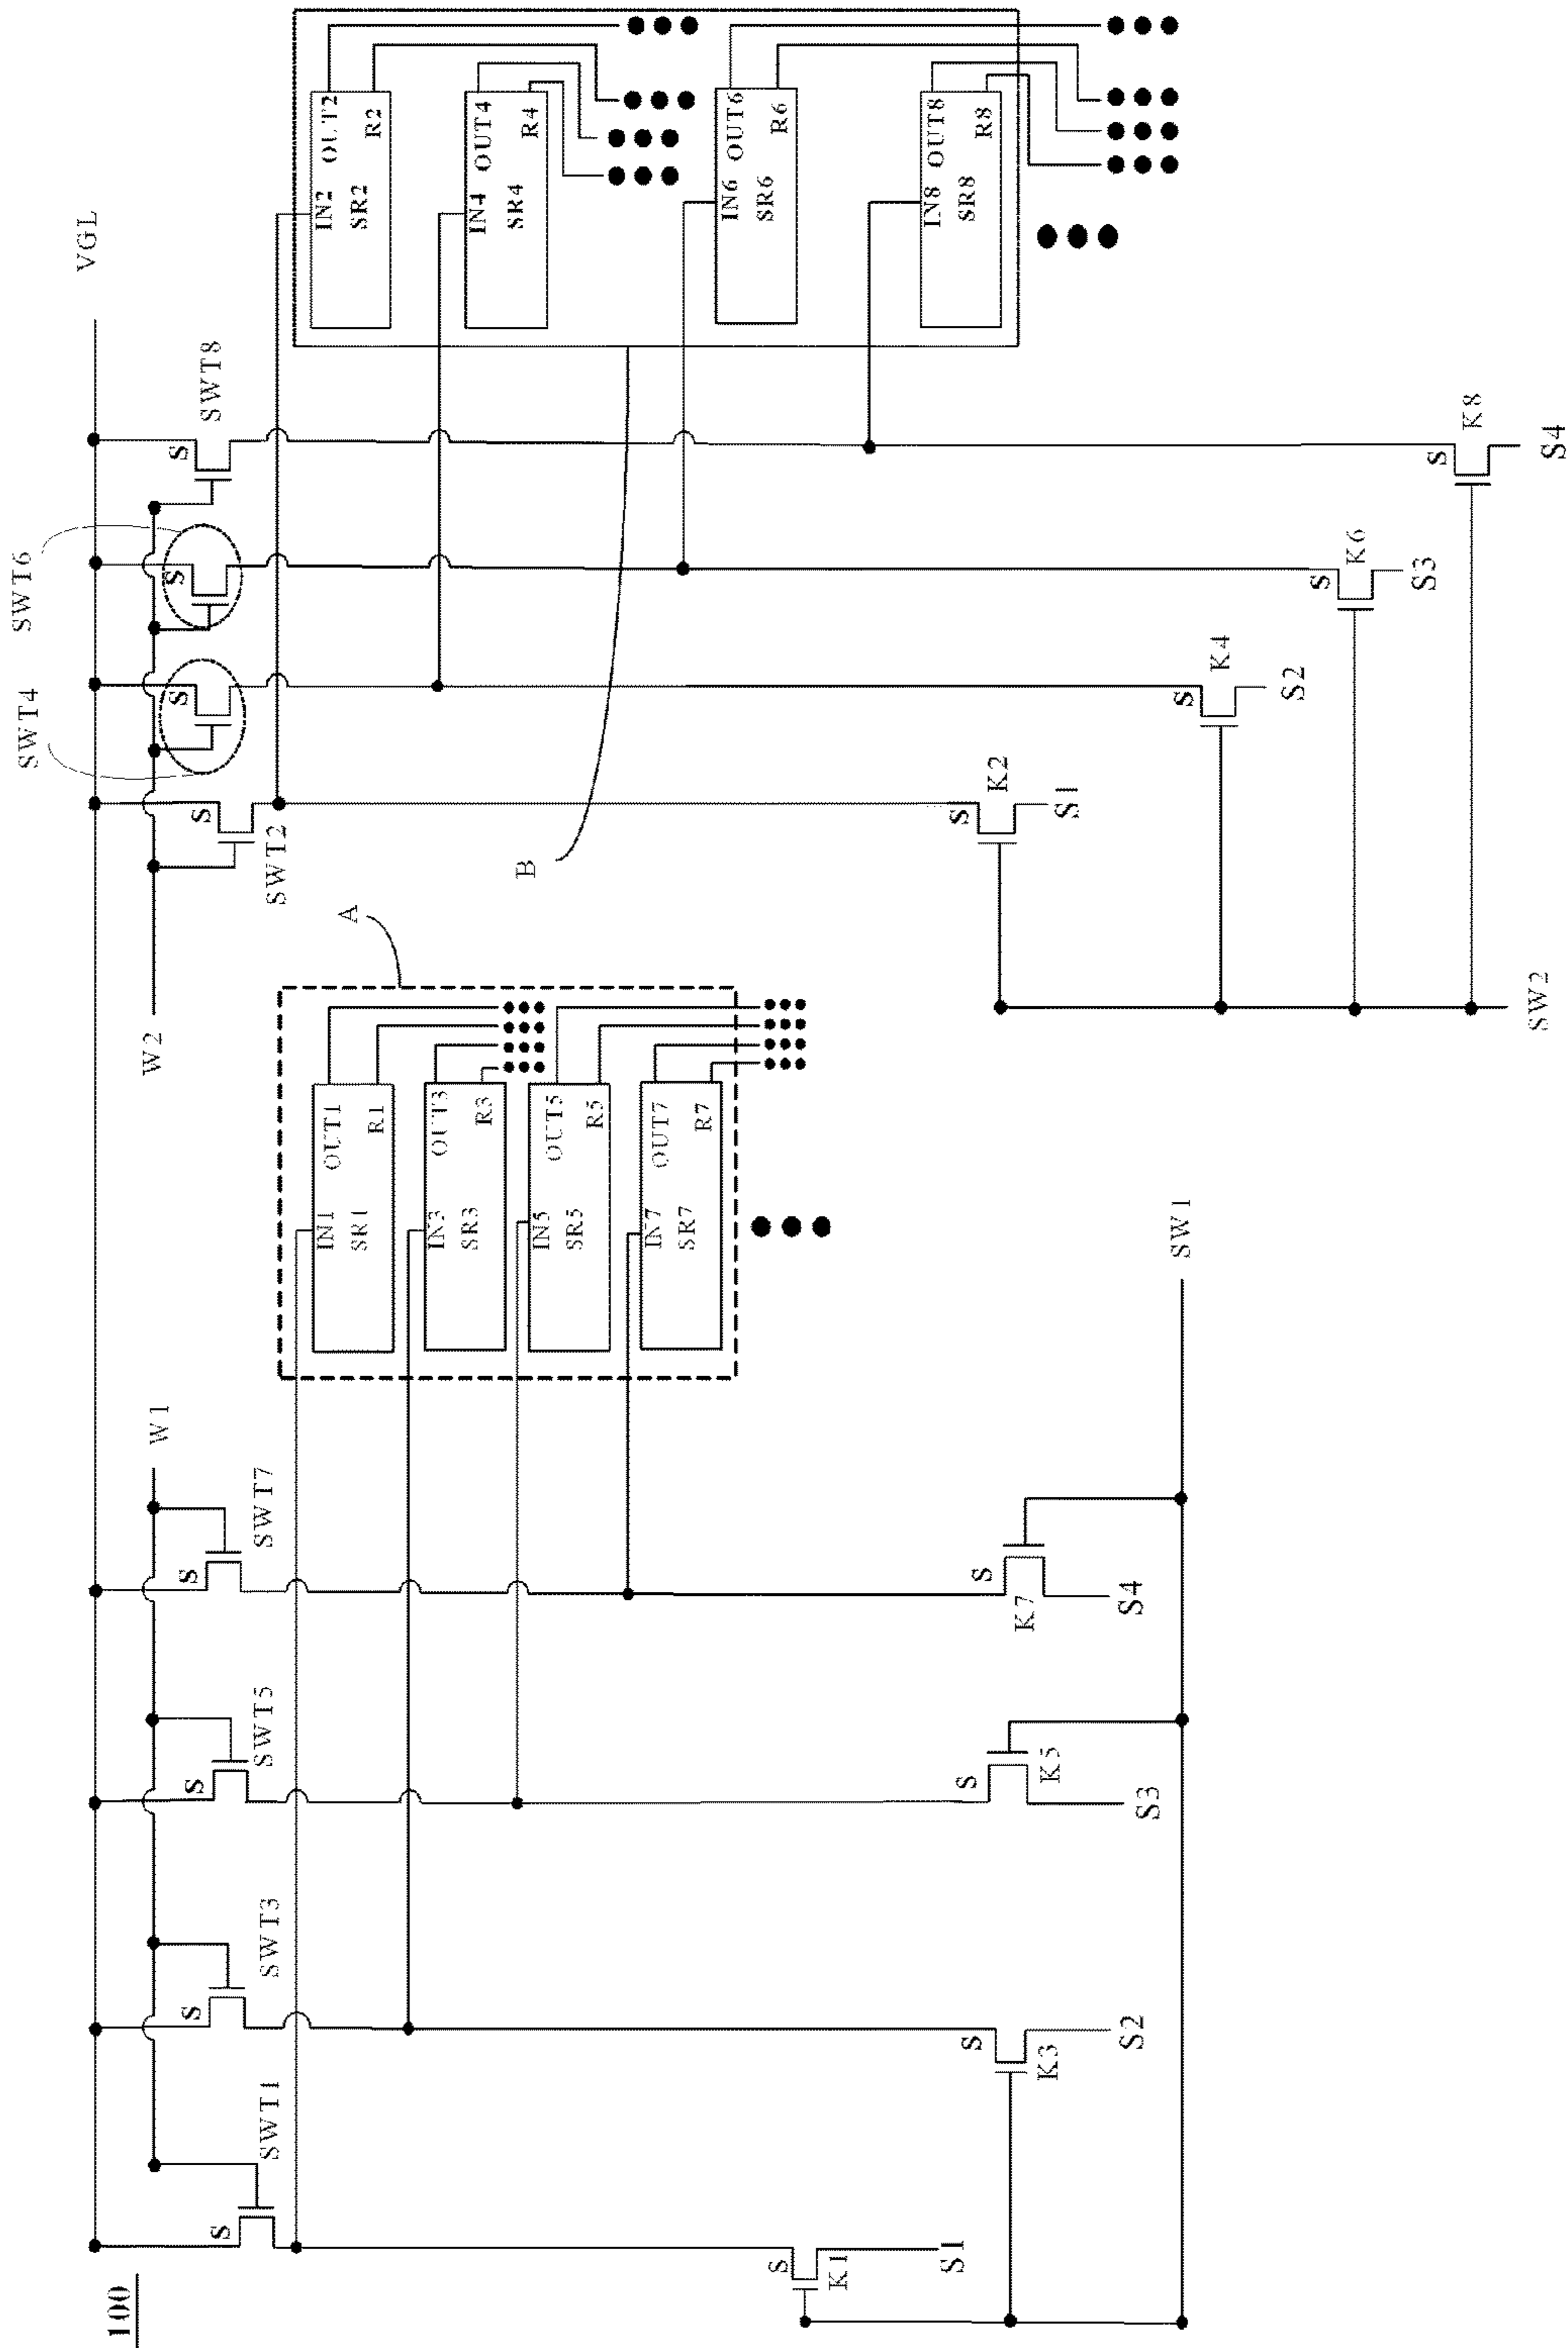 100
VGL
W1
W2
SWT1
SWT3
SWT5
SWT7
SWT2
SWT4
SWT6
SWT8
S
S
S
S
S
S
S
S
A
IN1 OUT1
SR1 R1
IN3 OUT3
SR3 R3
IN5 OUT5
SR5 R5
IN7 OUT7
SR7 R7
B
IN2 OUT2
SR2 R2
IN4 OUT4
SR4 R4
IN6 OUT6
SR6 R6
IN8 OUT8
SR8 R8
S
K1
S1
S
K3
S2
S
K5
S3
S
K7
S4
SW1
S
K2
S1
S
K4
S2
S
K6
S3
S
K8
S4
SW2